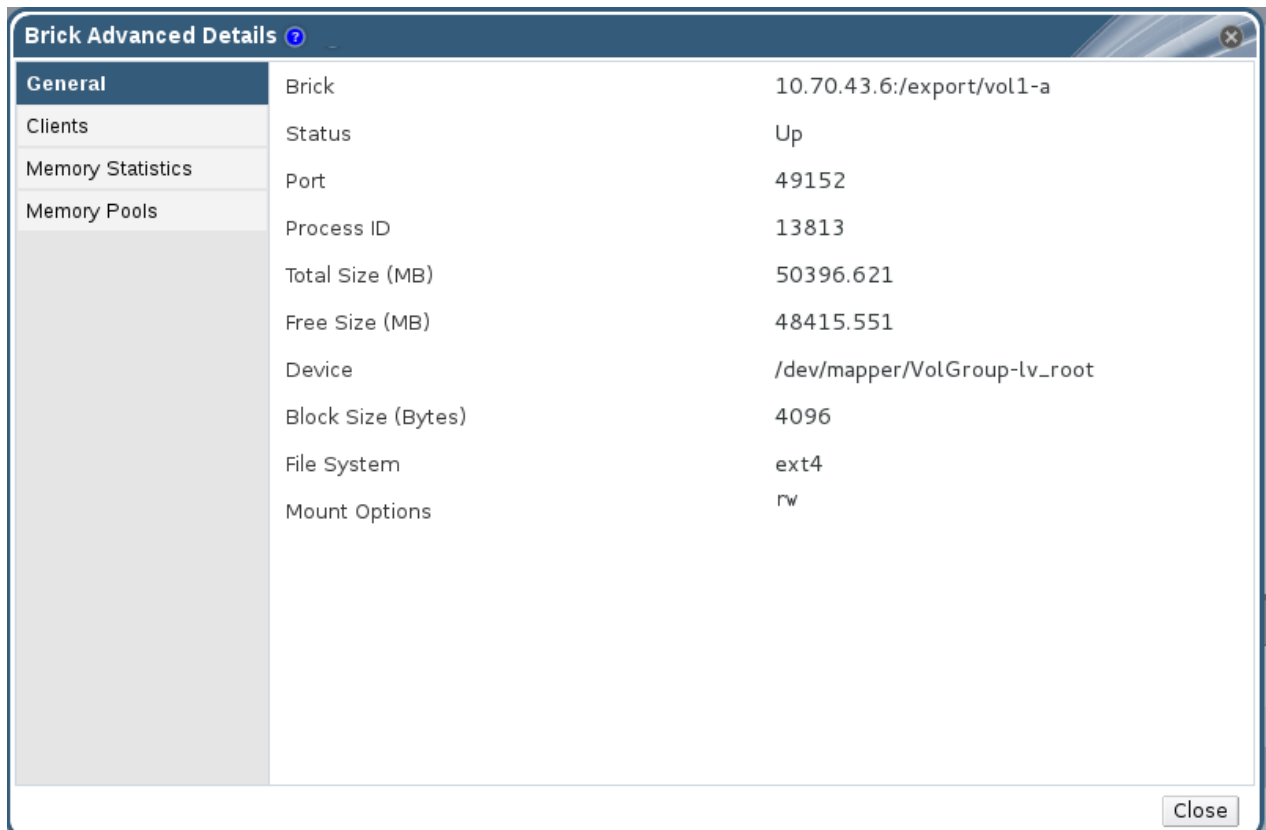 Brick Advanced Details ?
General
Clients
Memory Statistics
Memory Pools
Brick 10.70.43.6:/export/vol1-a
Status Up
Port 49152
Process ID 13813
Total Size (MB) 50396.621
Free Size (MB) 48415.551
Device /dev/mapper/VolGroup-lv_root
Block Size (Bytes) 4096
File System ext4
Mount Options rw
Close